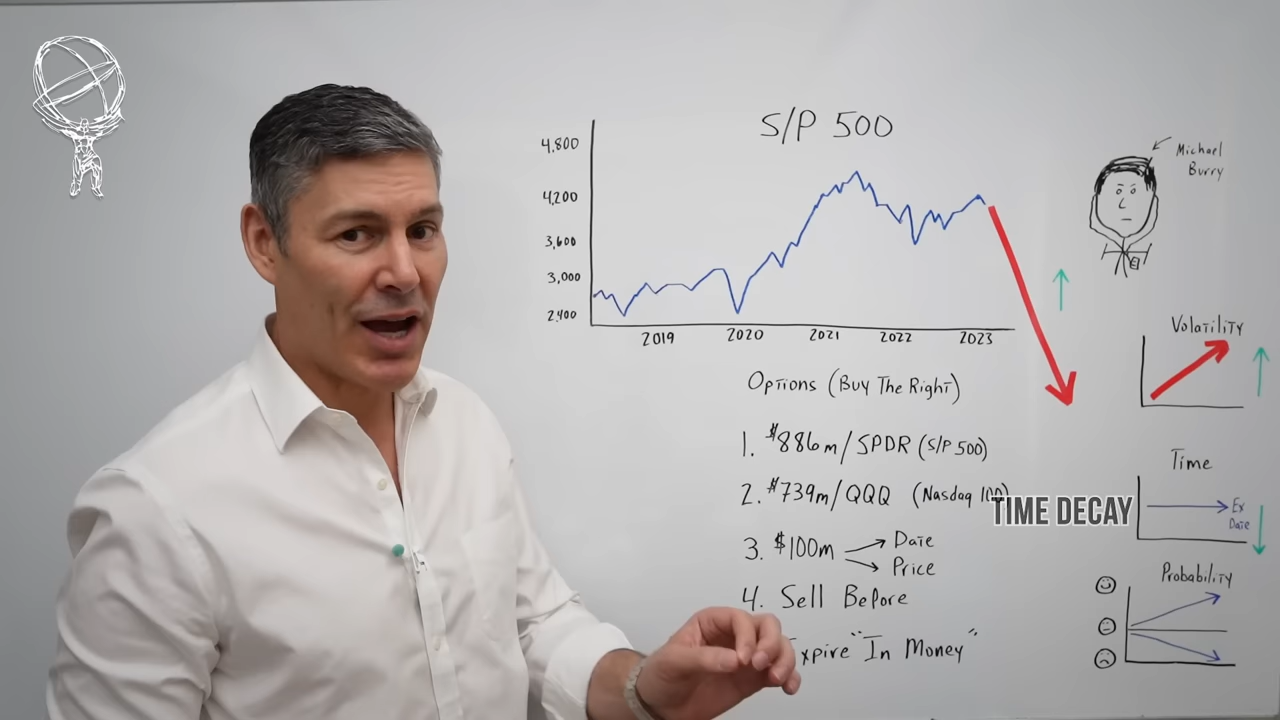 S/P 500
4,800
4,200
3,600
3,000
2,400
2019 2020 2021 2022 2023
Michael
Burry
Options (Buy The Right)
1. $886m/SPDR (S/P 500)
2. $739m/QQQ (Nasdaq 100)
3. $100m Date
Price
4. Sell Before
"In Money"
Volatility
Time
Ex
Date
TIME DECAY
Probability